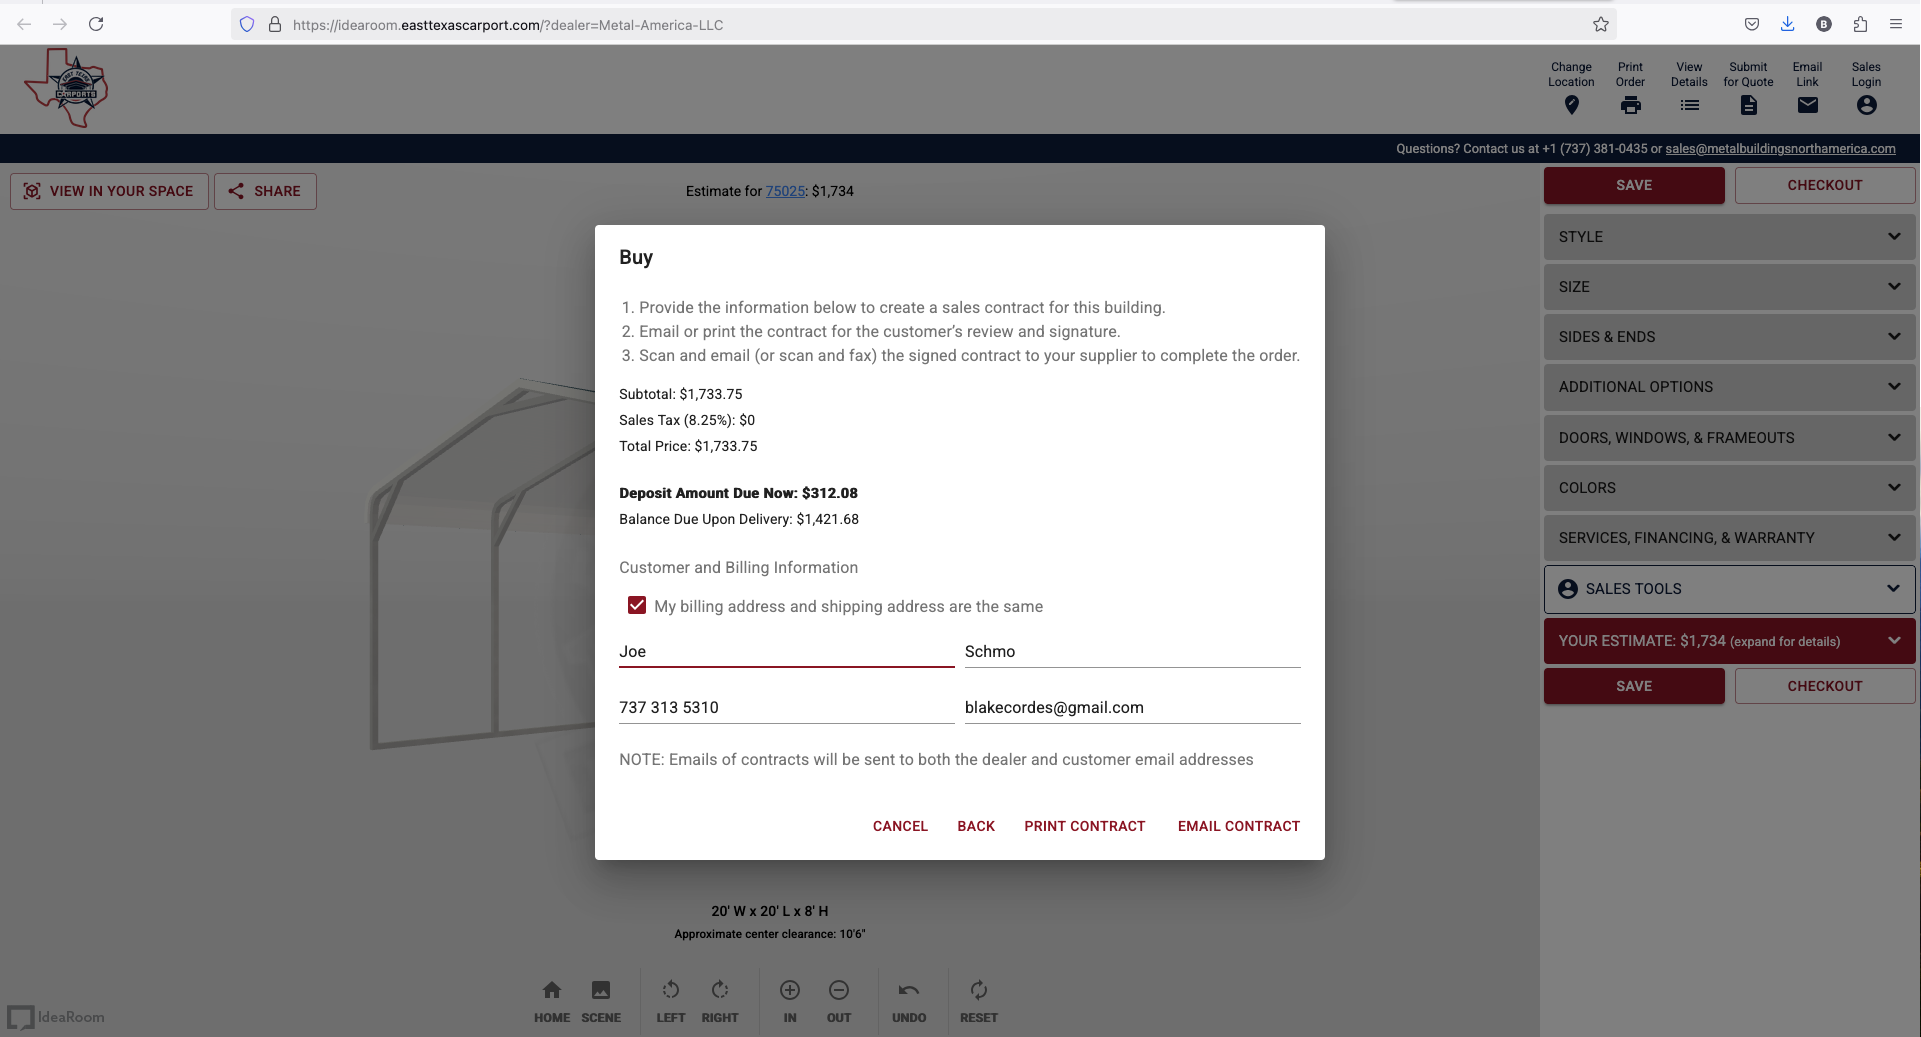 https://idearoom.easttexascarport.com/?dealer=Metal-America-LLC
B
EAST TEXAS
CARPORTS
Change Location
Print Order
View Details
Submit for Quote
Email Link
Sales Login
Questions? Contact us at +1 (737) 381-0435 or sales@metalbuildingsnorthamerica.com
VIEW IN YOUR SPACE
SHARE
Estimate for 75025: $1,734
SAVE
CHECKOUT
STYLE
SIZE
SIDES & ENDS
ADDITIONAL OPTIONS
DOORS, WINDOWS, & FRAMEOUTS
COLORS
SERVICES, FINANCING, & WARRANTY
SALES TOOLS
YOUR ESTIMATE: $1,734 (expand for details)
SAVE
CHECKOUT
Buy
1. Provide the information below to create a sales contract for this building.
2. Email or print the contract for the customer's review and signature.
3. Scan and email (or scan and fax) the signed contract to your supplier to complete the order.
Subtotal: $1,733.75
Sales Tax (8.25%): $0
Total Price: $1,733.75
Deposit Amount Due Now: $312.08
Balance Due Upon Delivery: $1,421.68
Customer and Billing Information
My billing address and shipping address are the same
Joe
Schmo
737 313 5310
blakecordes@gmail.com
NOTE: Emails of contracts will be sent to both the dealer and customer email addresses
CANCEL
BACK
PRINT CONTRACT
EMAIL CONTRACT
20' W x 20' L x 8' H
Approximate center clearance: 10'6"
HOME
SCENE
LEFT
RIGHT
IN
OUT
UNDO
RESET
IdeaRoom